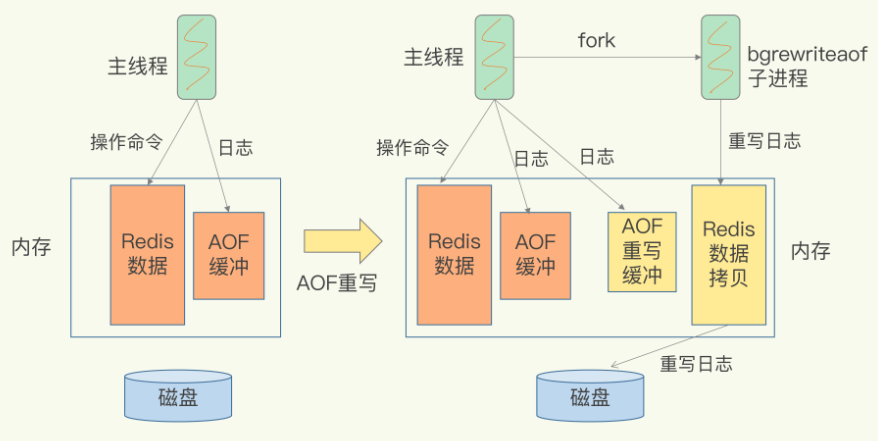 主线程
操作命令
日志
内存
Redis
数据
AOF
缓冲
磁盘
AOF重写
主线程
fork
bgrewriteaof
子进程
操作命令
日志
日志
重写日志
Redis
数据
AOF
缓冲
AOF
重写
缓冲
Redis
数据
拷贝
内存
重写日志
磁盘